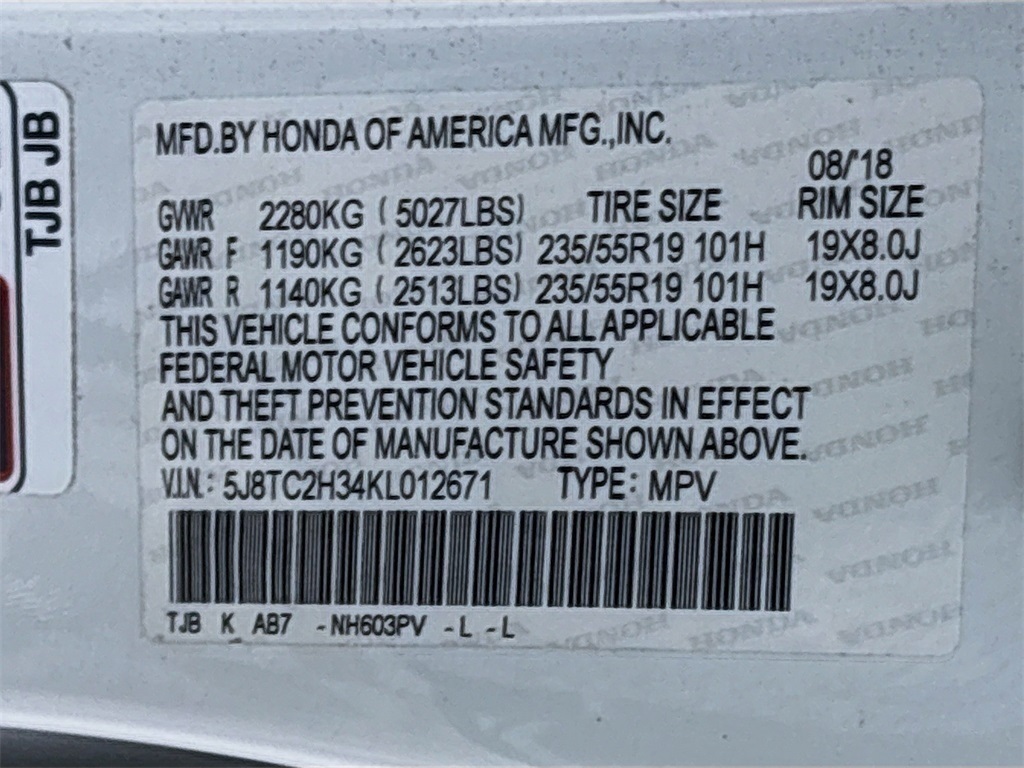 TJB JB
MFD.BY HONDA OF AMERICA MFG.,INC.
08/'18
GVWR 2280KG ( 5027LBS) TIRE SIZE RIM SIZE
GAWR F 1190KG ( 2623LBS) 235/55R19 101H 19X8.0J
GAWR R 1140KG ( 2513LBS) 235/55R19 101H 19X8.0J
THIS VEHICLE CONFORMS TO ALL APPLICABLE
FEDERAL MOTOR VEHICLE SAFETY
AND THEFT PREVENTION STANDARDS IN EFFECT
ON THE DATE OF MANUFACTURE SHOWN ABOVE.
V.I.N.: 5J8TC2H34KL012671 TYPE: MPV
TJB K AB7 -NH603PV -L -L